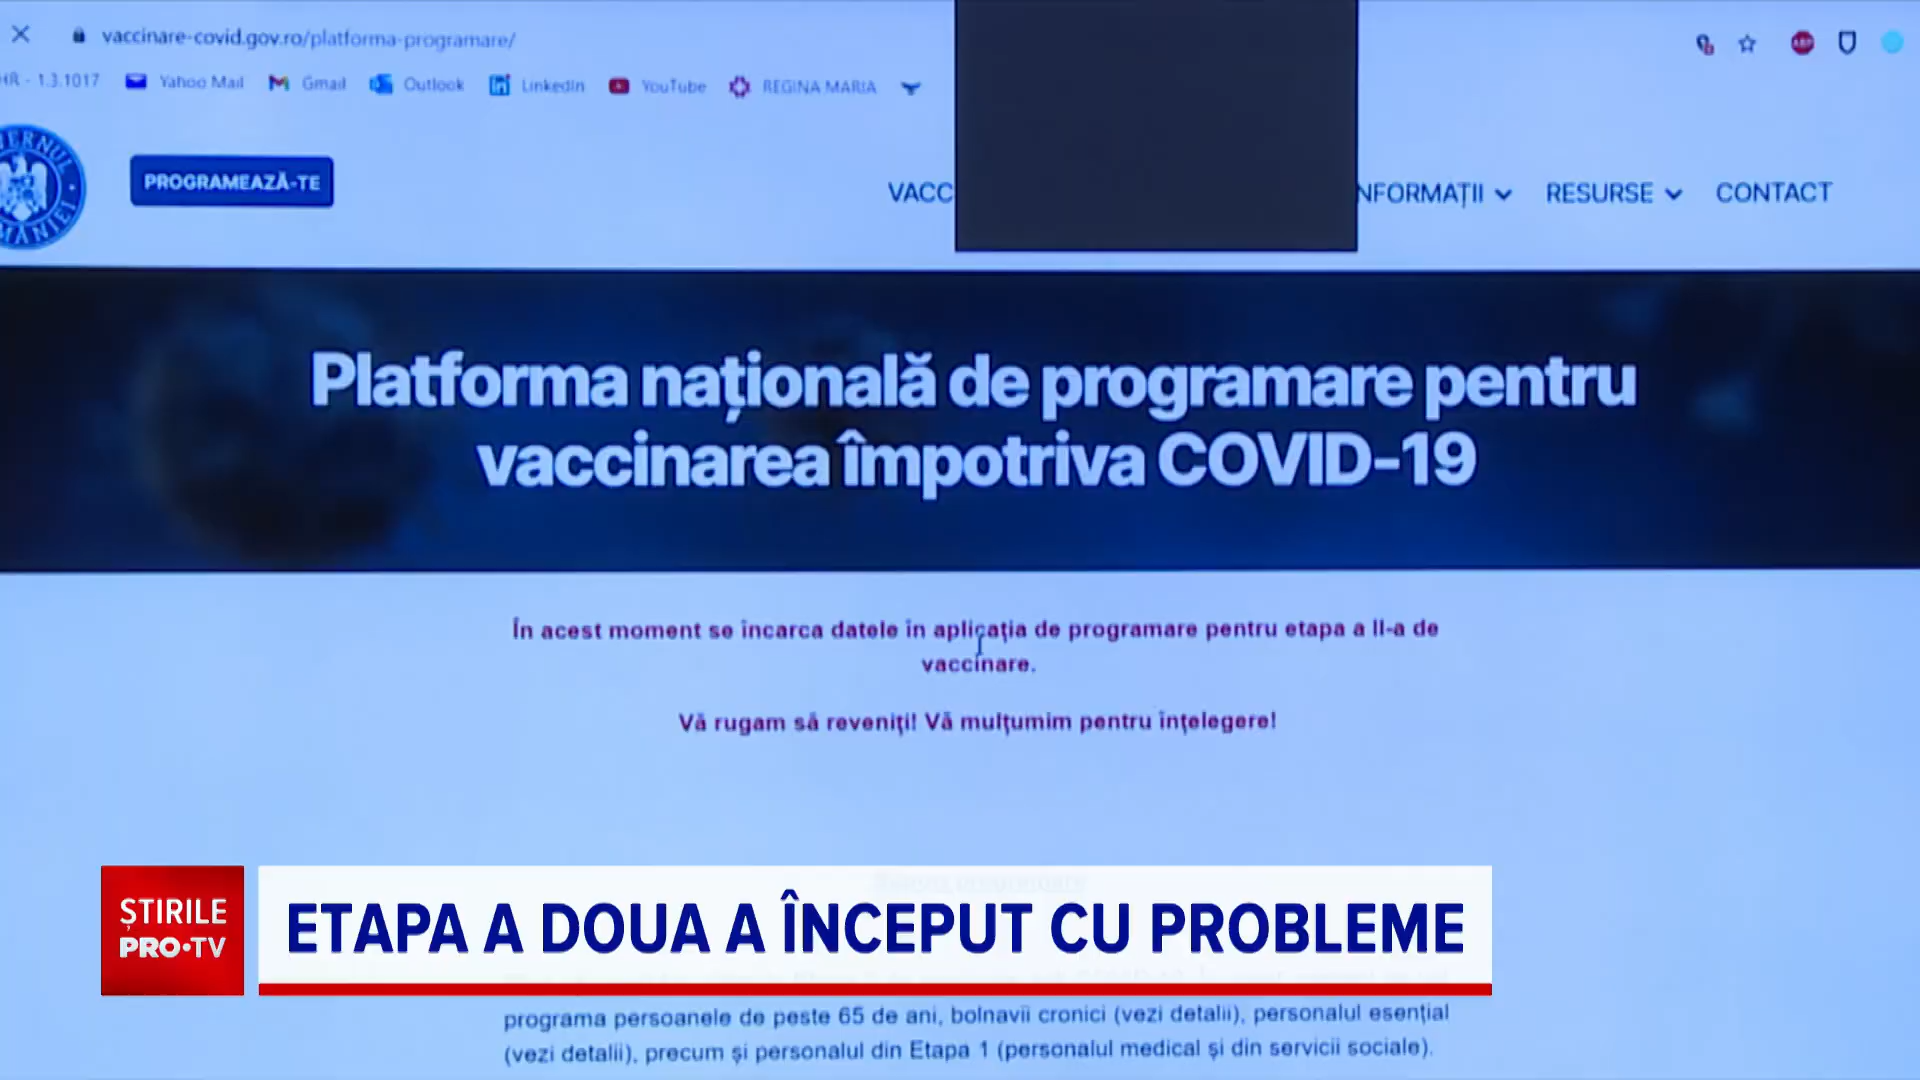 vaccinare-covid.gov.ro/platforma-programare/
HR - 1.3.1017 Yahoo Mail Gmail Outlook LinkedIn YouTube REGINA MARIA
PROGRAMEAZĂ-TE
VACC
NFORMAȚII RESURSE CONTACT
Platforma națională de programare pentru
vaccinarea împotriva COVID-19
În acest moment se incarca datele in aplicația de programare pentru etapa a II-a de
vaccinare.
Vă rugam să reveniți! Vă mulțumim pentru înțelegere!
ȘTIRILE
PRO•TV
ETAPA A DOUA A ÎNCEPUT CU PROBLEME
programa persoanele de peste 65 de ani, bolnavii cronici (vezi detalii), personalul esențial
(vezi detalii), precum și personalul din Etapa 1 (personalul medical și din servicii sociale).